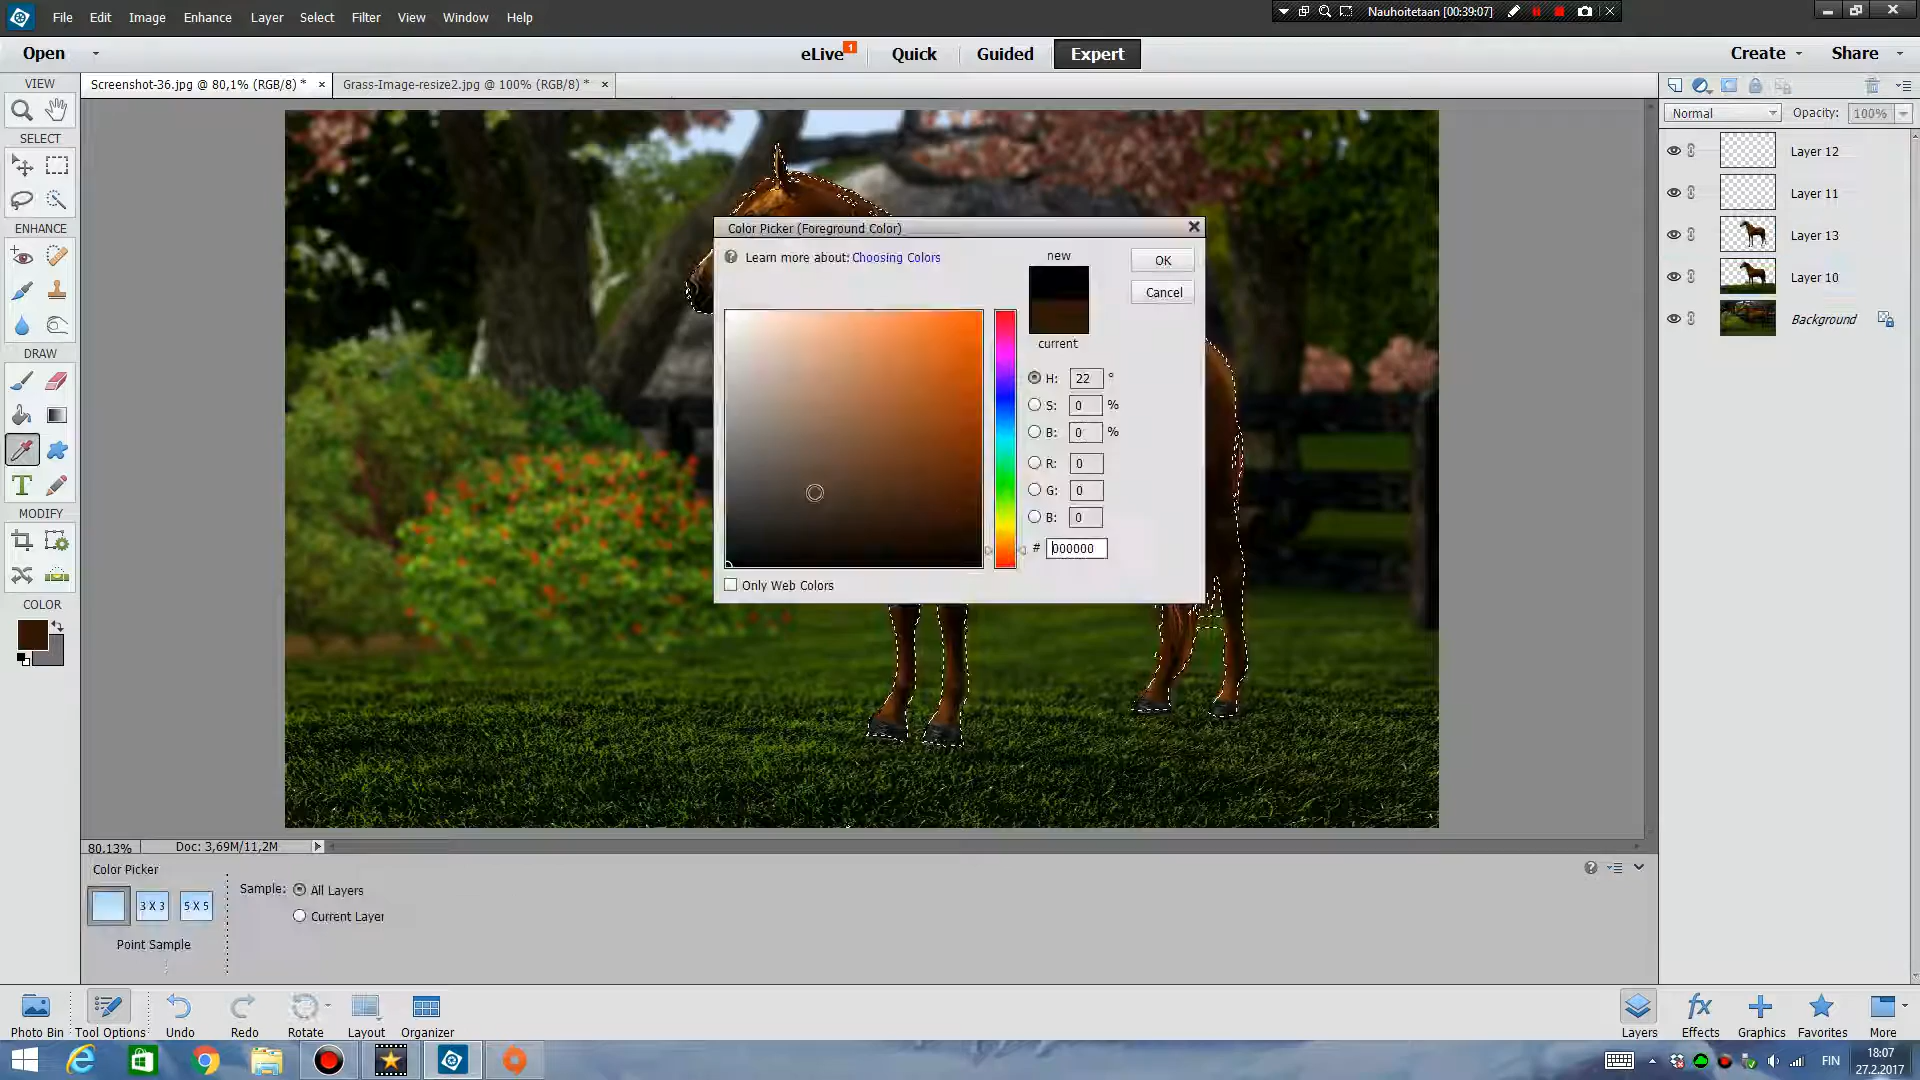 File Edit Image Enhance Layer Select Filter View Window Help
Nauhoitetaan [00:39:07]
Open
eLive 1 Quick Guided Expert
Create Share
VIEW
Screenshot-36.jpg @ 80,1% (RGB/8) * × Grass-Image-resize2.jpg @ 100% (RGB/8) * ×
Normal Opacity: 100%
SELECT
Layer 12
Layer 11
ENHANCE
Layer 13
Layer 10
Background
DRAW
T
MODIFY
COLOR
Color Picker (Foreground Color)
Learn more about: Choosing Colors
new
OK
Cancel
current
H: 22 °
S: 0 %
B: 0 %
R: 0
G: 0
B: 0
# 000000
Only Web Colors
80.13% Doc: 3,69M/11,2M
Color Picker
Sample: All Layers
3 X 3 5 X 5
Current Layer
Point Sample
Photo Bin Tool Options Undo Redo Rotate Layout Organizer
fx
Layers Effects Graphics Favorites More
FIN
18:07
27.2.2017